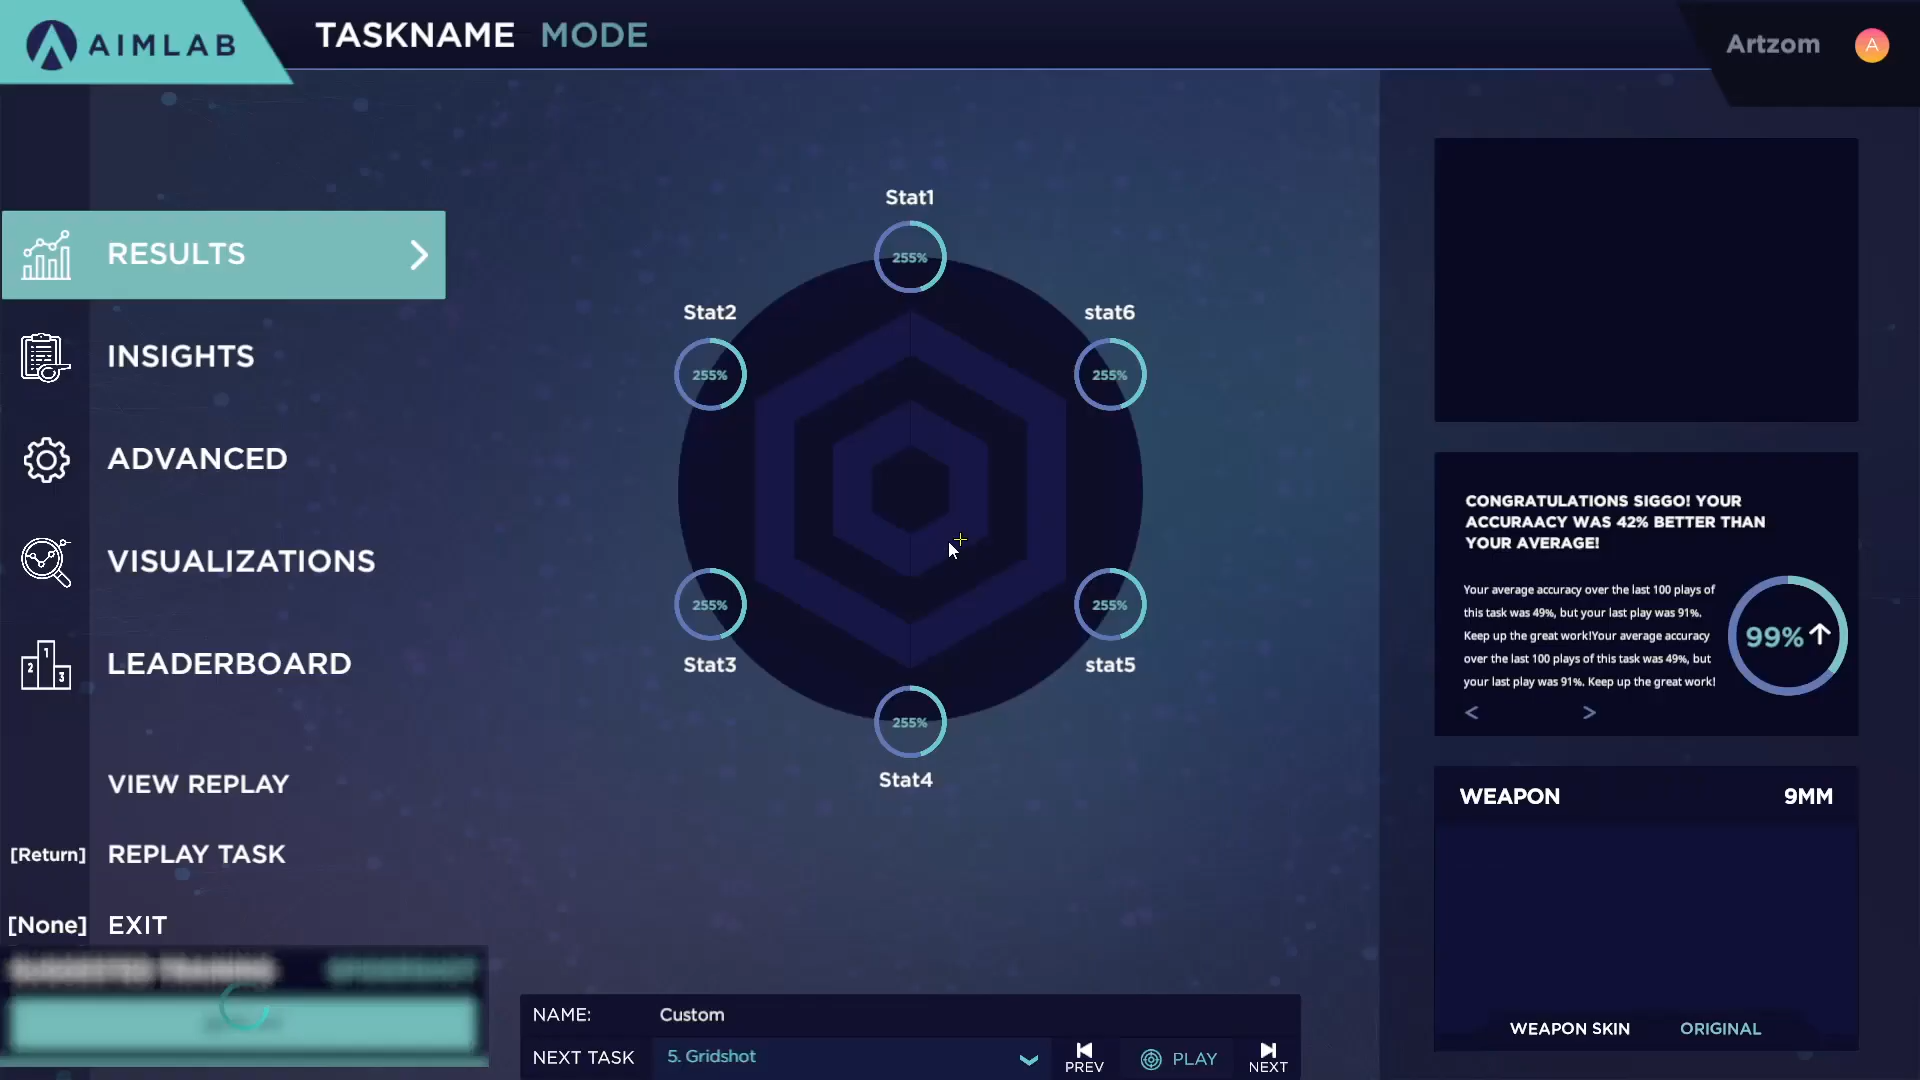 AIMLAB
TASKNAME MODE
Artzom
A
RESULTS
INSIGHTS
ADVANCED
VISUALIZATIONS
1
2
3
LEADERBOARD
VIEW REPLAY
[Return] REPLAY TASK
[None] EXIT
Stat1
255%
Stat2
255%
stat6
255%
255%
Stat3
255%
stat5
255%
Stat4
CONGRATULATIONS SIGGO! YOUR
ACCURAACY WAS 42% BETTER THAN
YOUR AVERAGE!
Your average accuracy over the last 100 plays of
this task was 49%, but your last play was 91%.
Keep up the great work!Your average accuracy
over the last 100 plays of this task was 49%, but
your last play was 91%. Keep up the great work!
99%
< >
WEAPON 9MM
WEAPON SKIN ORIGINAL
NAME: Custom
NEXT TASK 5. Gridshot
PREV PLAY NEXT